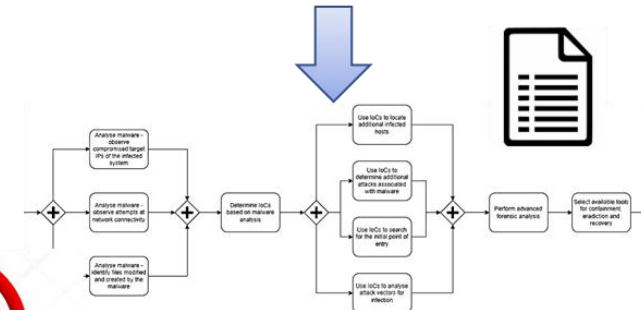 Analyse malware -
observe
compromised target
IPs of the infected
system
Analyse malware -
observe attempts at
network connectivity
Analyse malware -
identify files modified
and created by the
malware
Determine IoCs
based on malware
analysis
Use IoCs to locate
additional infected
hosts
Use IoCs to
determine additional
attacks associated
with malware
Use IoCs to search
for the initial point of
entry
Use IoCs to analyse
attack vectors for
infection
Perform advanced
forensic analysis
Select available tools
for containment,
eradiction and
recovery